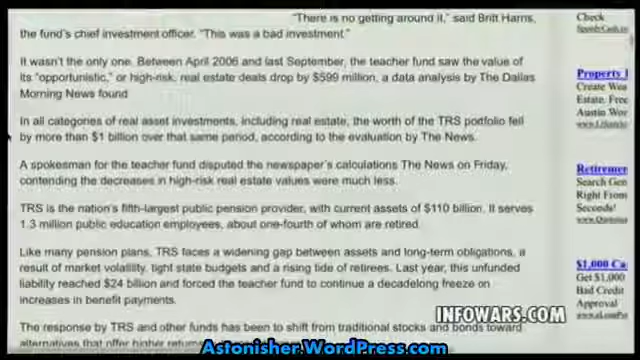 "There is no getting around it," said Britt Harris,
the fund's chief investment officer. "This was a bad investment."
It wasn't the only one. Between April 2006 and last September, the teacher fund saw the value of
its "opportunistic," or high-risk, real estate deals drop by $599 million, a data analysis by The Dallas
Morning News found
In all categories of real asset investments, including real estate, the worth of the TRS portfolio fell
by more than $1 billion over that same period, according to the evaluation by The News.
A spokesman for the teacher fund disputed the newspaper's calculations The News on Friday,
contending the decreases in high-risk real estate values were much less.
TRS is the nation's fifth-largest public pension provider, with current assets of $110 billion. It serves
1.3 million public education employees, about one-fourth of whom are retired.
Like many pension plans, TRS faces a widening gap between assets and long-term obligations, a
result of market volatility, tight state budgets and a rising tide of retirees. Last year, this unfunded
liability reached $24 billion and forced the teacher fund to continue a decadelong freeze on
increases in benefit payments.
The response by TRS and other funds has been to shift from traditional stocks and bonds toward
alternatives that offer higher returns
Check
Property
Create Wea
Estate. Free
Austin Wor
Retiremen
Search Gen
Right From
Seconds!
$1,000 Ca
Get $1,000
Bad Credit
Approval
INFOWARS.COM
Astonisher.WordPress.com